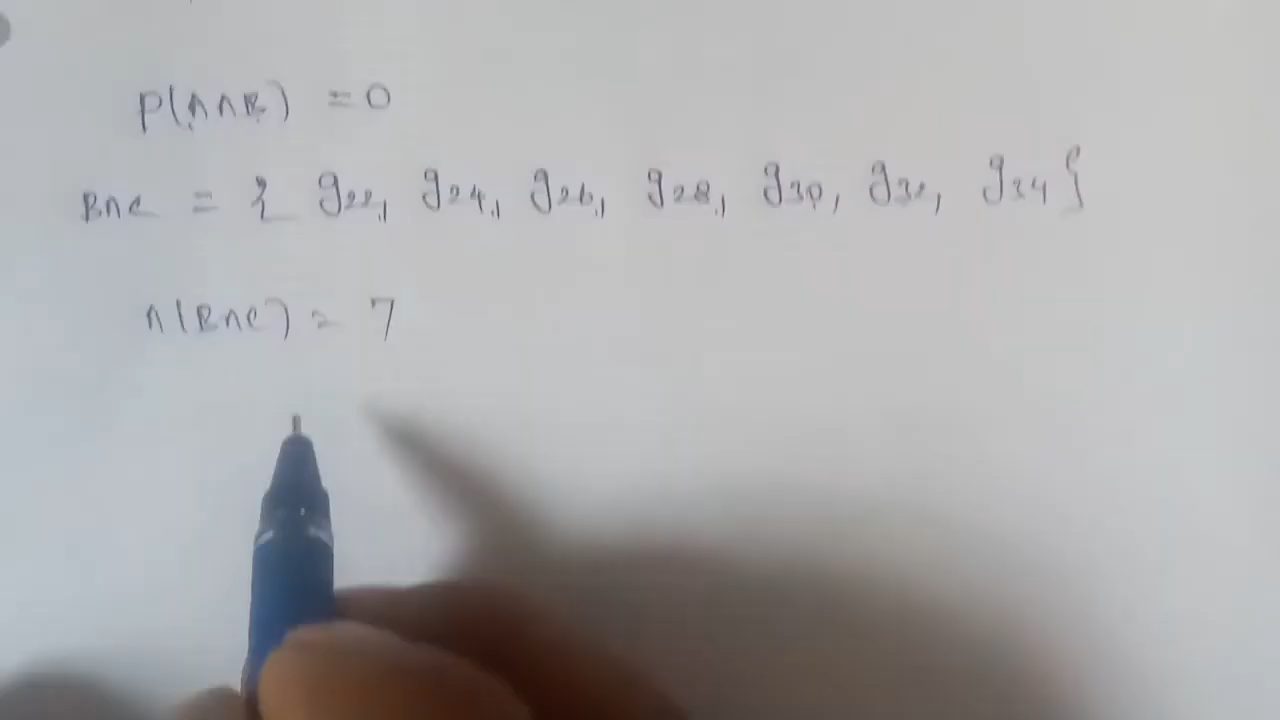 P(A∩B) = 0
B∩C = { g22, g24, g26, g28, g30, g32, g34 }
n(B∩C) = 7